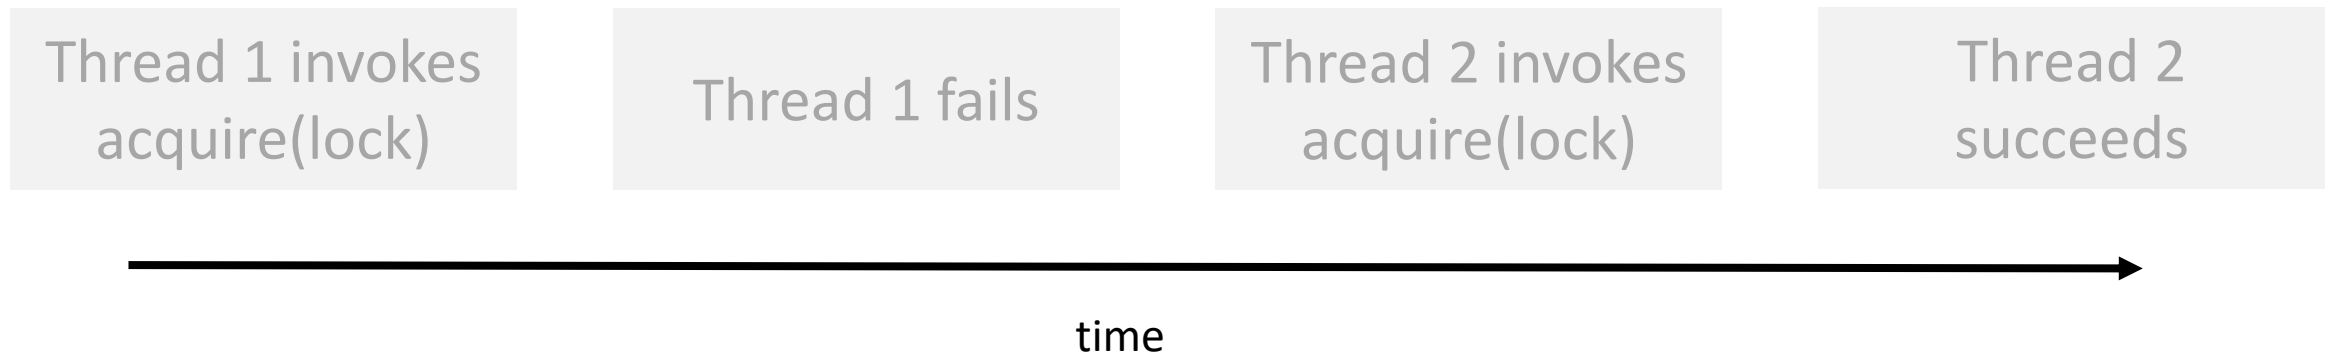 Thread 1 invokes
acquire(lock)
Thread 1 fails
Thread 2 invokes
acquire(lock)
Thread 2
succeeds
time